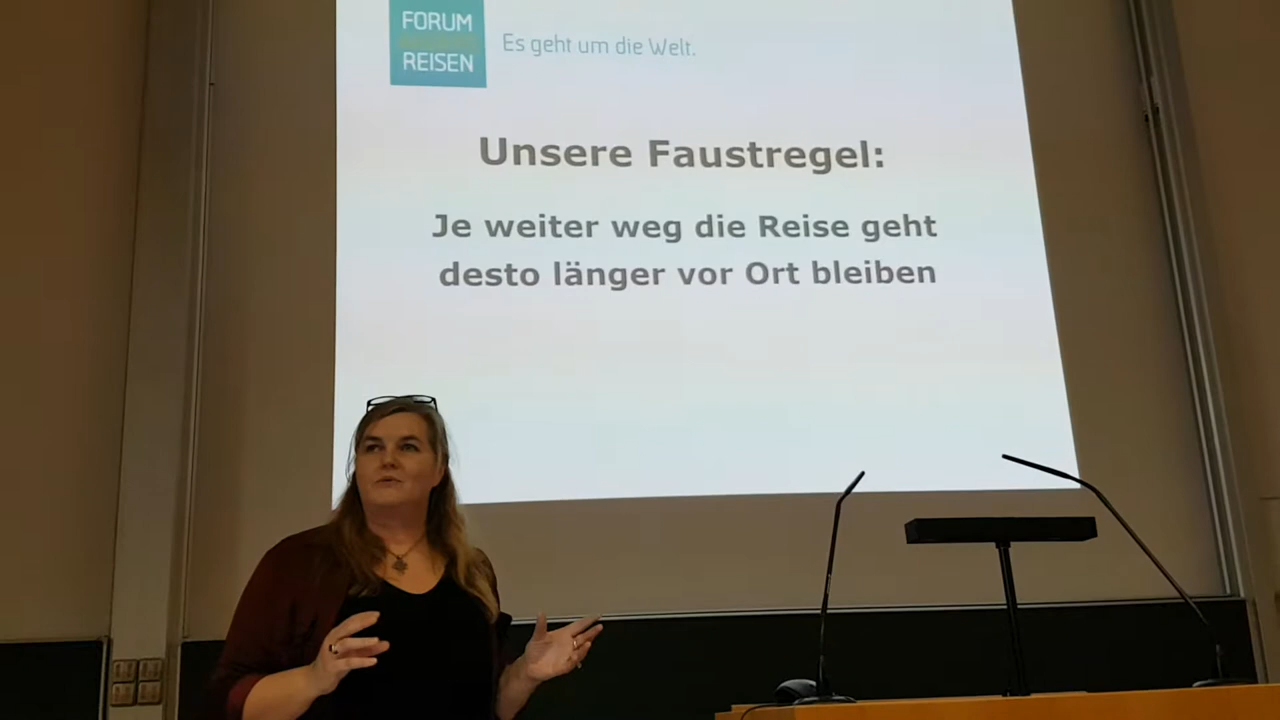 FORUM
REISEN
Es geht um die Welt.
Unsere Faustregel:
Je weiter weg die Reise geht
desto länger vor Ort bleiben